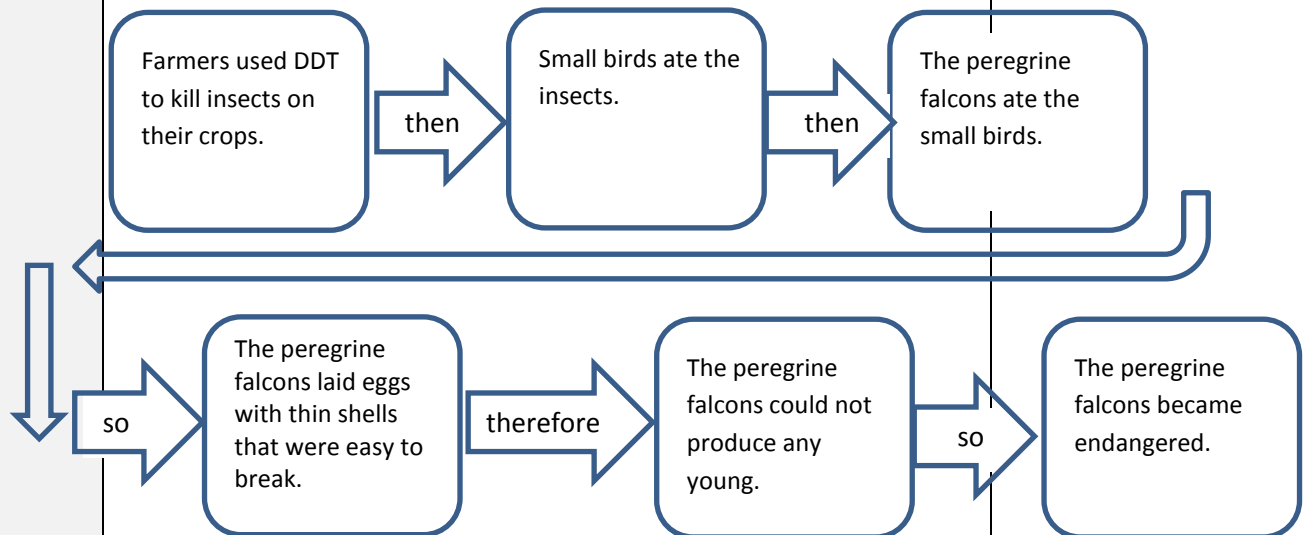 Farmers used DDT
to kill insects on
their crops.
then
Small birds ate the
insects.
then
The peregrine
falcons ate the
small birds.
so
The peregrine
falcons laid eggs
with thin shells
that were easy to
break.
therefore
The peregrine
falcons could not
produce any
young.
so
The peregrine
falcons became
endangered.